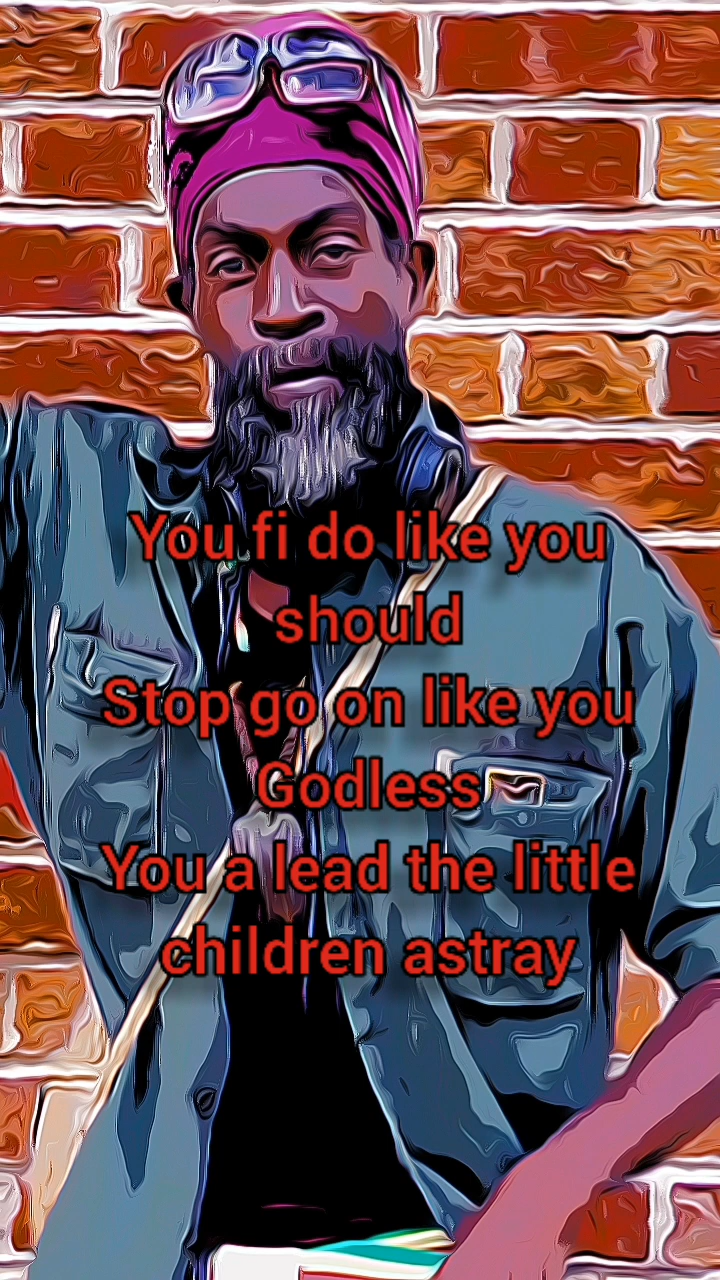 You fi do like you
should
Stop go on like you
Godless
You a lead the little
children astray